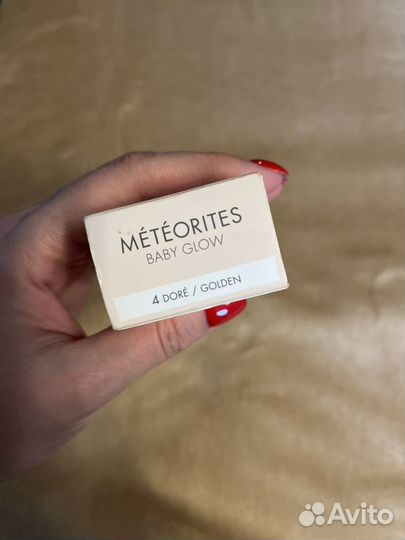 MÉTÉORITES
BABY GLOW
4 DORÉ / GOLDEN
Avito